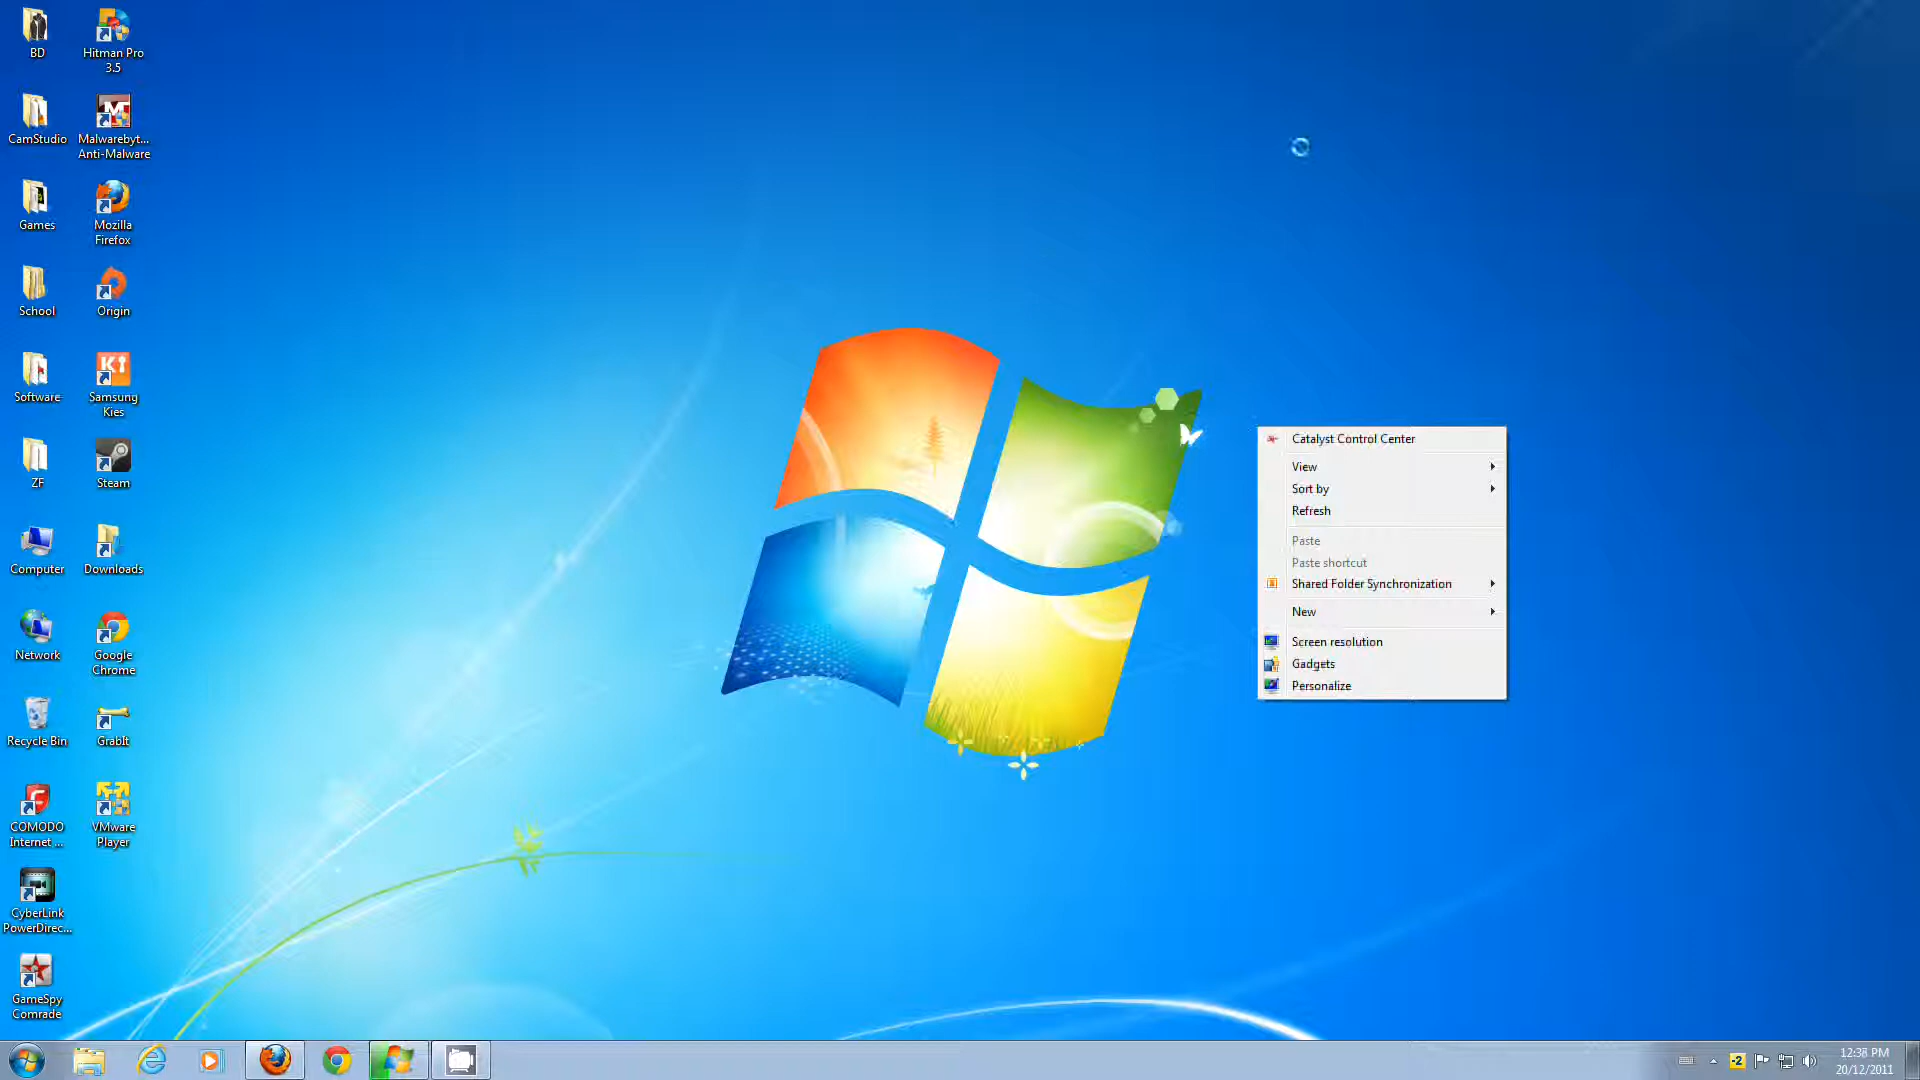 BD
Hitman Pro
3.5
CamStudio
Malwarebyt...
Anti-Malware
Games
Mozilla
Firefox
School
Origin
Software
Samsung
Kies
ZF
Steam
Computer
Downloads
Network
Google
Chrome
Recycle Bin
GrabIt
COMODO
Internet ...
VMware
Player
CyberLink
PowerDirec...
GameSpy
Comrade
Catalyst Control Center
View
Sort by
Refresh
Paste
Paste shortcut
Shared Folder Synchronization
New
Screen resolution
Gadgets
Personalize
-2
12:38 PM
20/12/2011